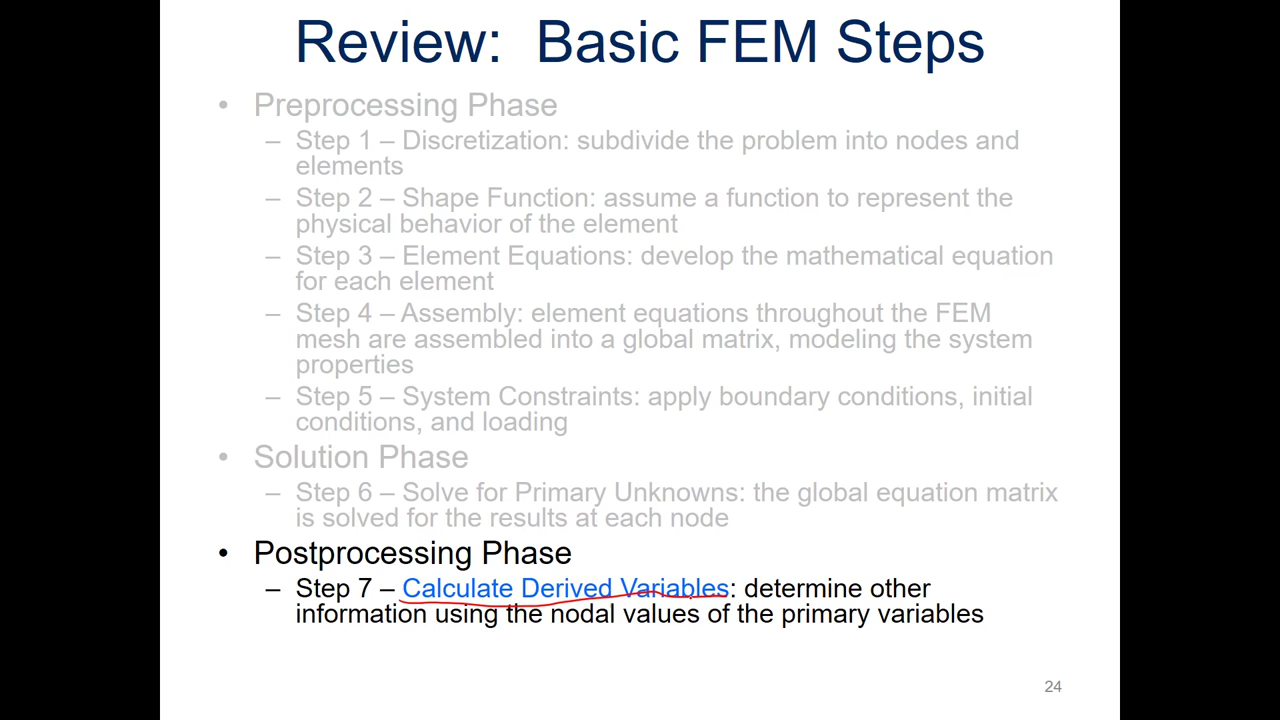 Review:  Basic FEM Steps
• Preprocessing Phase
– Step 1 – Discretization: subdivide the problem into nodes and
elements
– Step 2 – Shape Function: assume a function to represent the
physical behavior of the element
– Step 3 – Element Equations: develop the mathematical equation
for each element
– Step 4 – Assembly: element equations throughout the FEM
mesh are assembled into a global matrix, modeling the system
properties
– Step 5 – System Constraints: apply boundary conditions, initial
conditions, and loading
• Solution Phase
– Step 6 – Solve for Primary Unknowns: the global equation matrix
is solved for the results at each node
• Postprocessing Phase
– Step 7 – Calculate Derived Variables: determine other
information using the nodal values of the primary variables
24